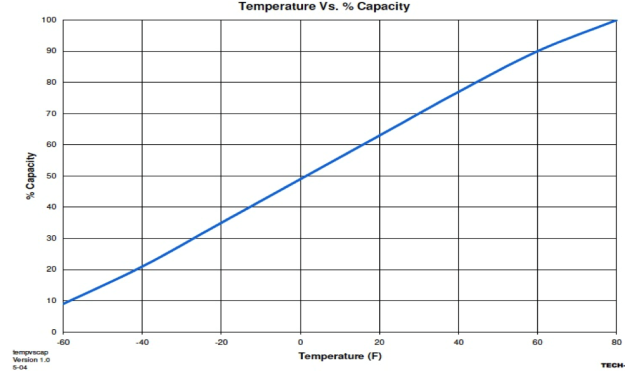 Temperature Vs. % Capacity
100
90
80
70
60
50
40
30
20
10
0
% Capacity
-60 -40 -20 0 20 40 60 80
Temperature (F)
tempvscap
Version 1.0
5-04
TECH-